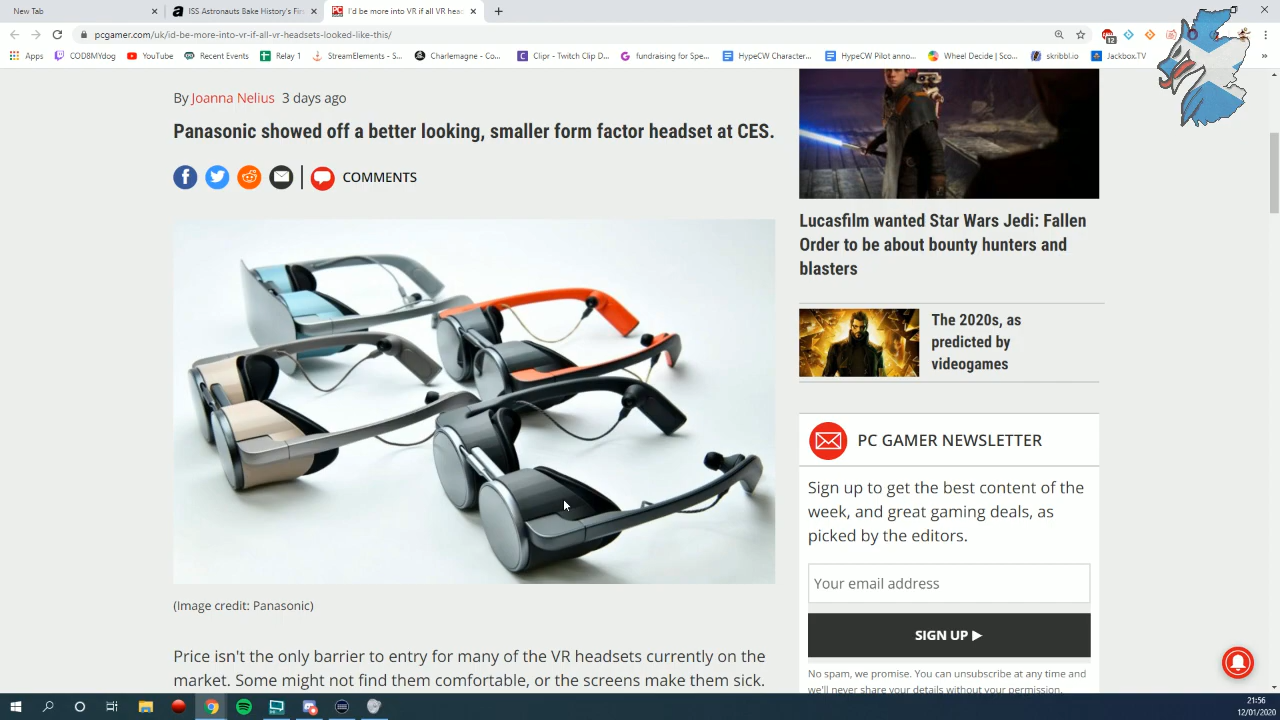 New Tab
ISS Astronauts Bake History's Fin
I'd be more into VR if all VR hea
pcgamer.com/uk/id-be-more-into-vr-if-all-vr-headsets-looked-like-this/
12
Apps
COD8MYdog
YouTube
Recent Events
Relay 1
StreamElements - S...
Charlemagne - Co...
Clipr - Twitch Clip D...
fundraising for Spe...
HypeCW Character...
HypeCW Pilot anno...
Wheel Decide | Sco...
skribbl.io
Jackbox.TV
By Joanna Nelius 3 days ago
Panasonic showed off a better looking, smaller form factor headset at CES.
COMMENTS
(Image credit: Panasonic)
Price isn't the only barrier to entry for many of the VR headsets currently on the
market. Some might not find them comfortable, or the screens make them sick.
Lucasfilm wanted Star Wars Jedi: Fallen
Order to be about bounty hunters and
blasters
The 2020s, as
predicted by
videogames
PC GAMER NEWSLETTER
Sign up to get the best content of the
week, and great gaming deals, as
picked by the editors.
Your email address
SIGN UP
No spam, we promise. You can unsubscribe at any time and
we'll never share your details without your permission.
21:56
12/01/2020